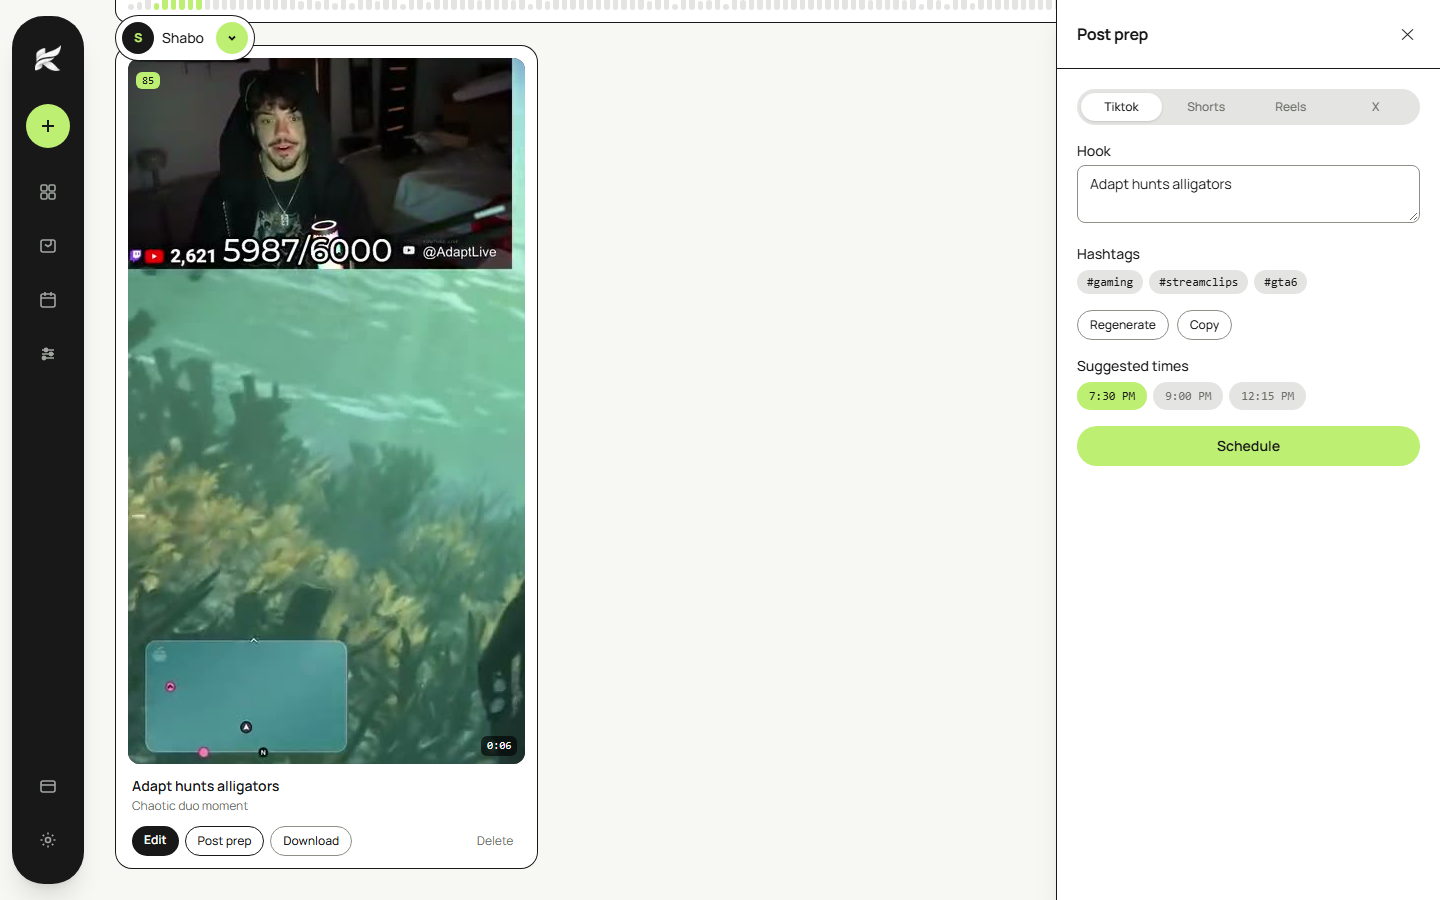 S Shabo
85
2,621 5987/6000 @AdaptLive
N
0:06
Adapt hunts alligators
Chaotic duo moment
Edit Post prep Download Delete
Post prep
Tiktok Shorts Reels X
Hook
Adapt hunts alligators
Hashtags
#gaming #streamclips #gta6
Regenerate Copy
Suggested times
7:30 PM 9:00 PM 12:15 PM
Schedule